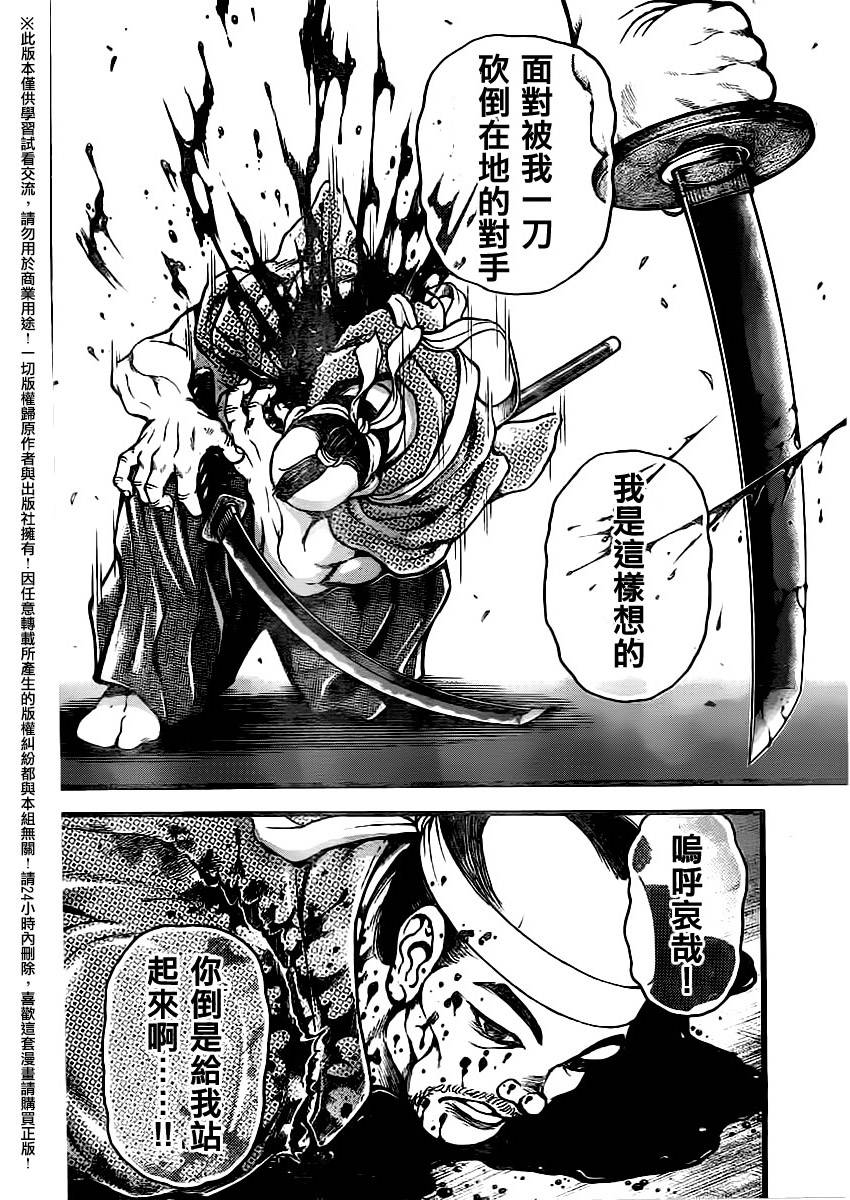 面對被我一刀
砍倒在地的對手
我是這樣想的
嗚呼哀哉！
你倒是給我站
起來啊……!!
※此版本僅供學習試看交流，請勿用於商業用途！一切版權歸原作者與出版社擁有！因任意轉載所產生的版權糾紛都與本組無關！請24小時內刪除，喜歡這套漫畫請購買正版！